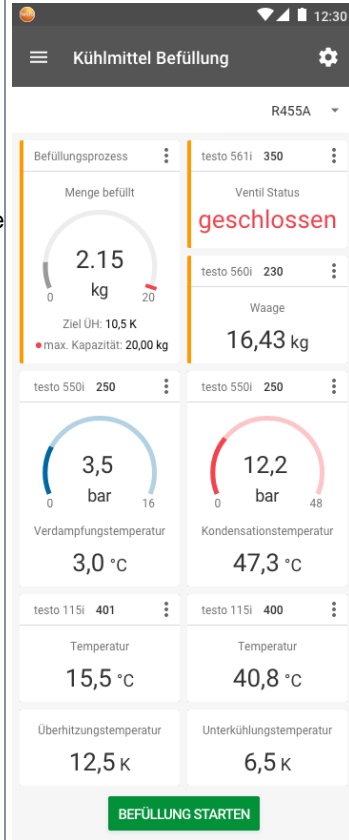 12:30
Kühlmittel Befüllung
R455A
Befüllungsprozess
Menge befüllt
2.15
kg
0 20
Ziel ÜH: 10,5 K
max. Kapazität: 20,00 kg
testo 561i 350
Ventil Status
geschlossen
testo 560i 230
Waage
16,43 kg
testo 550i 250
3,5
bar
0 16
Verdampfungstemperatur
3,0 °C
testo 550i 250
12,2
bar
0 48
Kondensationstemperatur
47,3 °C
testo 115i 401
Temperatur
15,5 °C
testo 115i 400
Temperatur
40,8 °C
Überhitzungstemperatur
12,5 K
Unterkühlungstemperatur
6,5 K
BEFÜLLUNG STARTEN